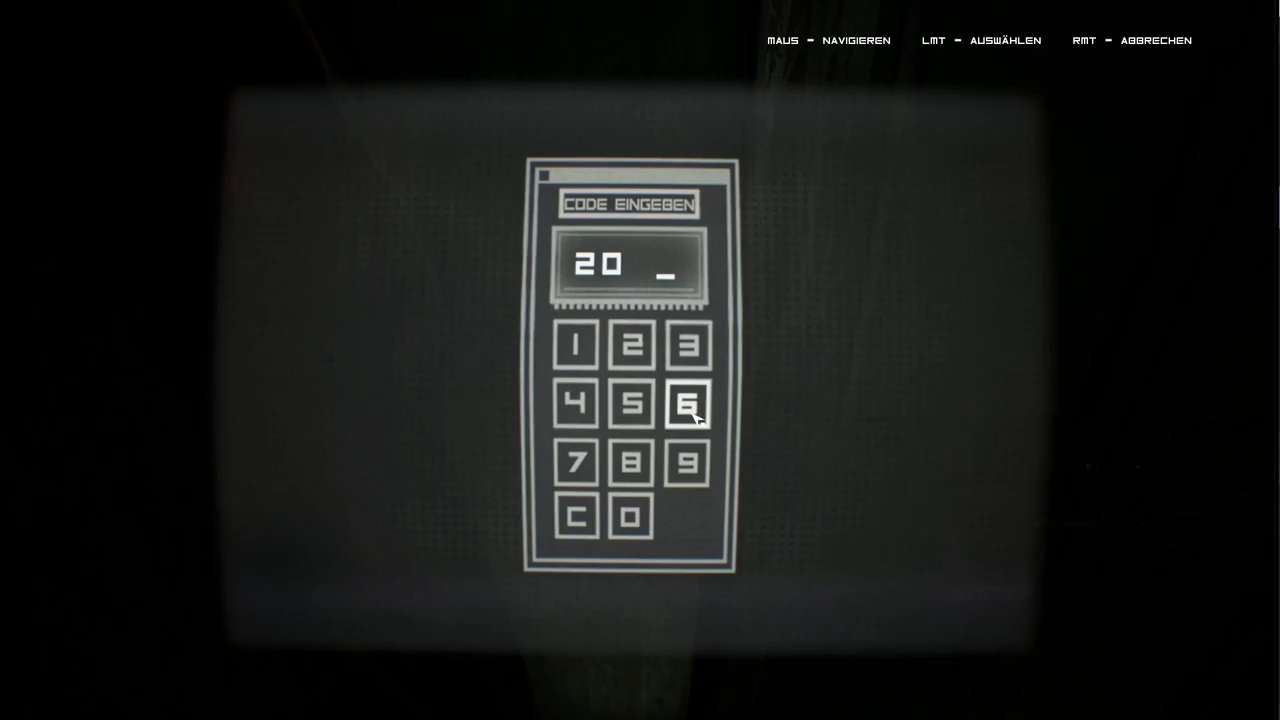 MAUS - NAVIGIEREN LMT - AUSWÄHLEN RMT - ABBRECHEN
CODE EINGEBEN
20 _
1 2 3
4 5 6
7 8 9
C 0